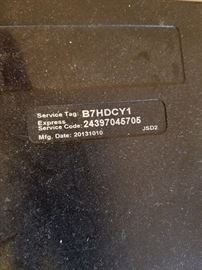 Service Tag: B7HDCY1
Express
Service Code: 24397045705
Mfg. Date: 20131010 JSD2